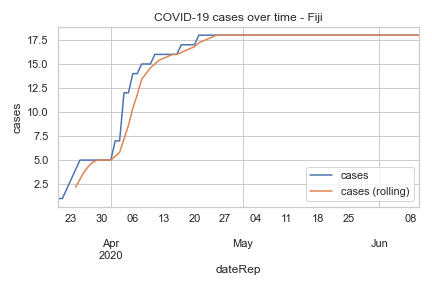 COVID-19 cases over time - Fiji
cases
17.5
15.0
12.5
10.0
7.5
5.0
2.5
cases
cases (rolling)
23 30 06 13 20 27 04 11 18 25 08
Apr May Jun
2020
dateRep